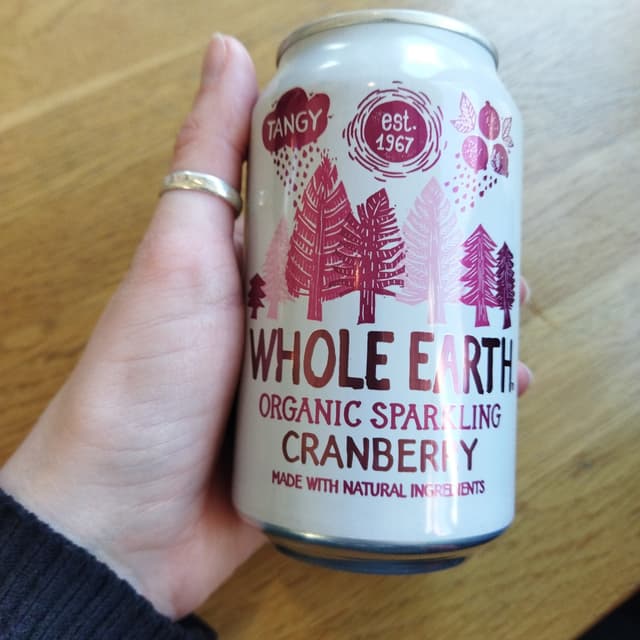 TANGY
est.
1967
WHOLE EARTH
ORGANIC SPARKLING
CRANBERRY
MADE WITH NATURAL INGREDIENTS